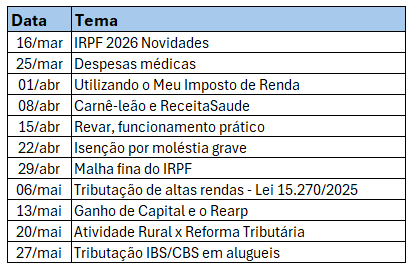 Data Tema
16/mar IRPF 2026 Novidades
25/mar Despesas médicas
01/abr Utilizando o Meu Imposto de Renda
08/abr Carnê-leão e ReceitaSaude
15/abr Revar, funcionamento prático
22/abr Isenção por moléstia grave
29/abr Malha fina do IRPF
06/mai Tributação de altas rendas - Lei 15.270/2025
13/mai Ganho de Capital e o Rearp
20/mai Atividade Rural x Reforma Tributária
27/mai Tributação IBS/CBS em alugueis